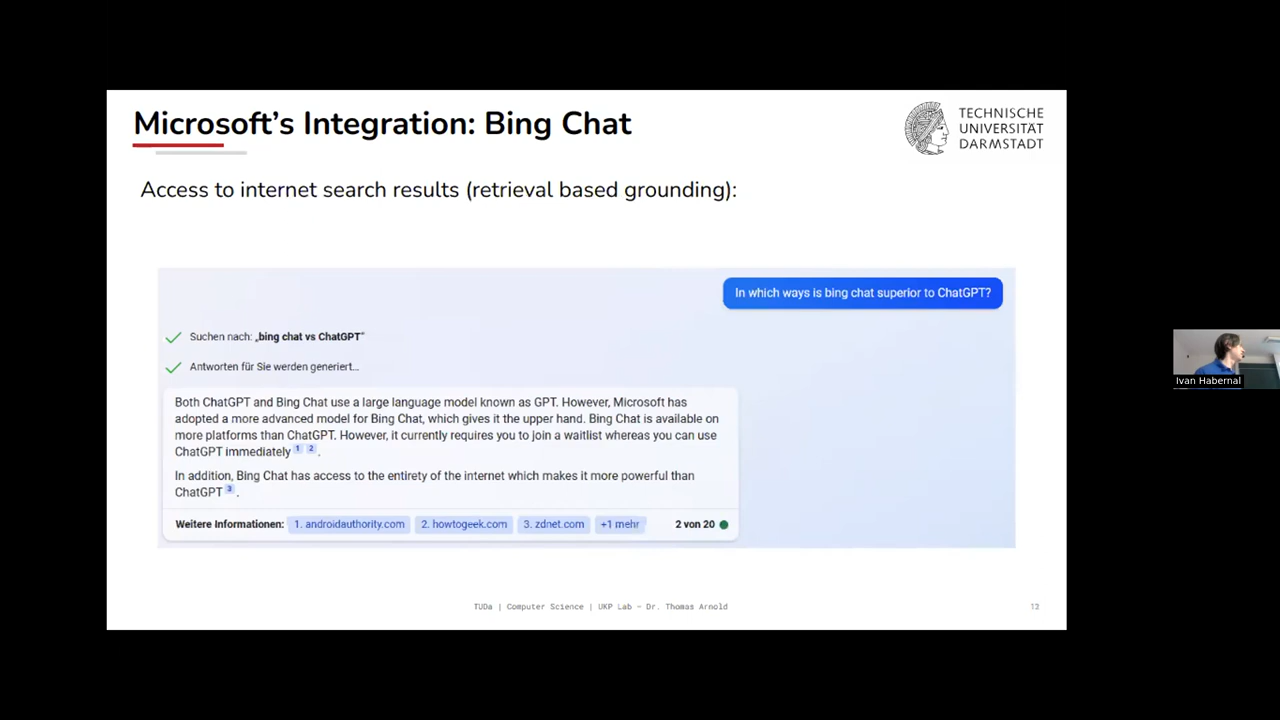 Microsoft's Integration: Bing Chat
TECHNISCHE
UNIVERSITÄT
DARMSTADT
Access to internet search results (retrieval based grounding):
In which ways is bing chat superior to ChatGPT?
Suchen nach: „bing chat vs ChatGPT"
Antworten für Sie werden generiert...
Both ChatGPT and Bing Chat use a large language model known as GPT. However, Microsoft has
adopted a more advanced model for Bing Chat, which gives it the upper hand. Bing Chat is available on
more platforms than ChatGPT. However, it currently requires you to join a waitlist whereas you can use
ChatGPT immediately 1 2.
In addition, Bing Chat has access to the entirety of the internet which makes it more powerful than
ChatGPT 3.
Weitere Informationen: 1. androidauthority.com 2. howtogeek.com 3. zdnet.com +1 mehr 2 von 20
Ivan Habernal
TUDa | Computer Science | UKP Lab – Dr. Thomas Arnold 13